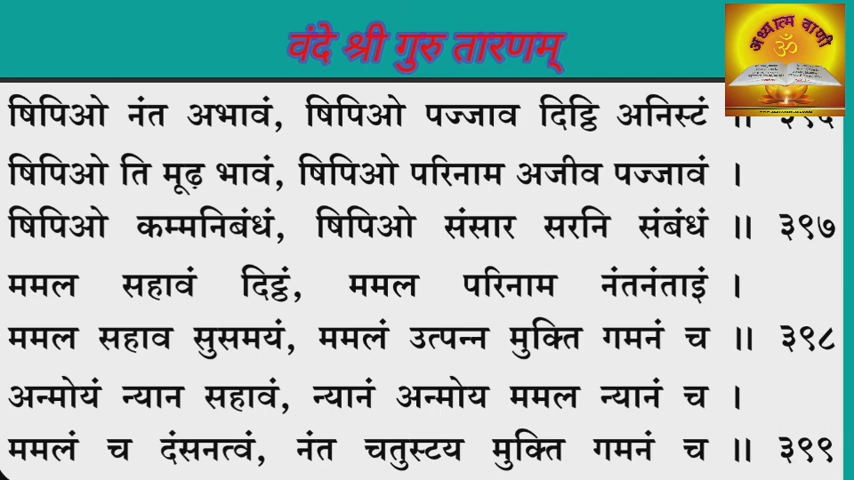 वंदे श्री गुरु तारणम्
अध्यात्म वाणी
षिपिओ नंत अभावं, षिपिओ पज्जाव दिट्ठि अनिस्टं ॥
षिपिओ ति मूढ़ भावं, षिपिओ परिनाम अजीव पज्जावं ।
षिपिओ कम्मनिबंधं, षिपिओ संसार सरनि संबंधं ॥ ३९७
ममल सहावं दिट्ठं, ममल परिनाम नंतनंताइं ।
ममल सहाव सुसमयं, ममलं उत्पन्न मुक्ति गमनं च ॥ ३९८
अन्मोयं न्यान सहावं, न्यानं अन्मोय ममल न्यानं च ।
ममलं च दंसनत्वं, नंत चतुस्टय मुक्ति गमनं च ॥ ३९९